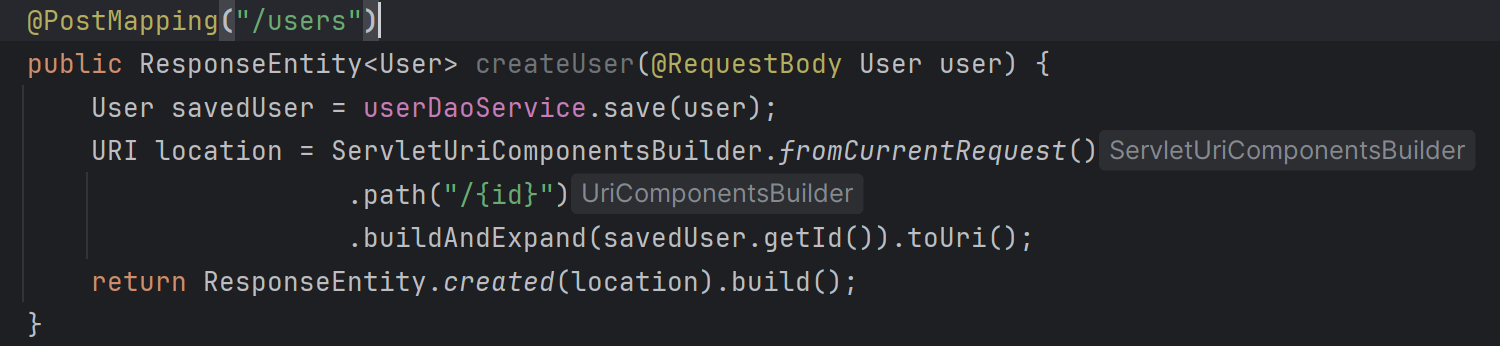 @PostMapping("/users")
public ResponseEntity<User> createUser(@RequestBody User user) {
User savedUser = userDaoService.save(user);
URI location = ServletUriComponentsBuilder.fromCurrentRequest() ServletUriComponentsBuilder
.path("/{id}") UriComponentsBuilder
.buildAndExpand(savedUser.getId()).toUri();
return ResponseEntity.created(location).build();
}